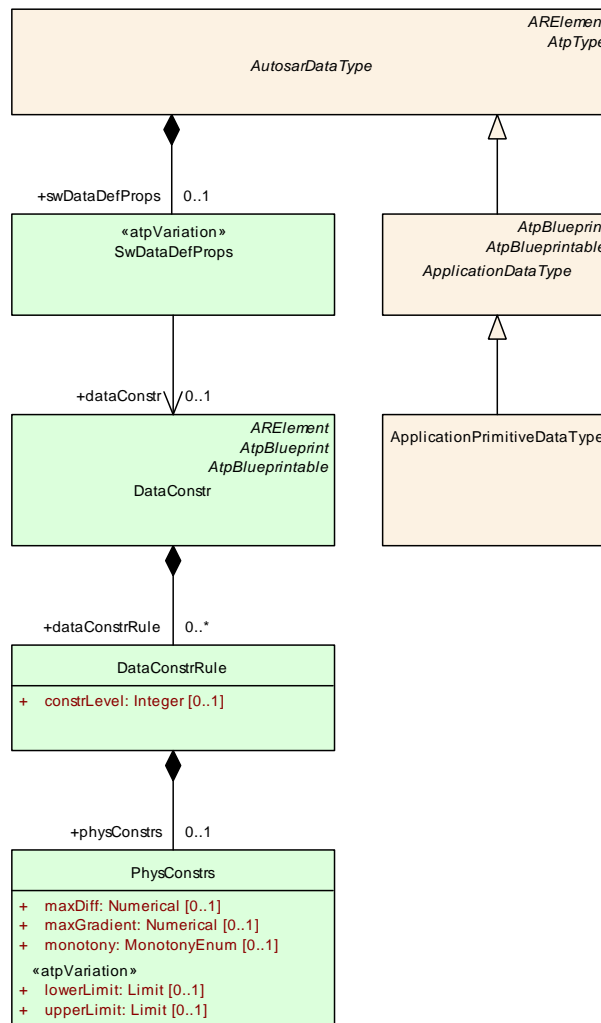 ARElement
AtpType
AutosarDataType
+swDataDefProps 0..1
«atpVariation»
SwDataDefProps
AtpBlueprint
AtpBlueprintable
ApplicationDataType
+dataConstr 0..1
ARElement
AtpBlueprint
AtpBlueprintable
DataConstr
ApplicationPrimitiveDataType
+dataConstrRule 0..*
DataConstrRule
+ constrLevel: Integer [0..1]
+physConstrs 0..1
PhysConstrs
+ maxDiff: Numerical [0..1]
+ maxGradient: Numerical [0..1]
+ monotony: MonotonyEnum [0..1]
«atpVariation»
+ lowerLimit: Limit [0..1]
+ upperLimit: Limit [0..1]